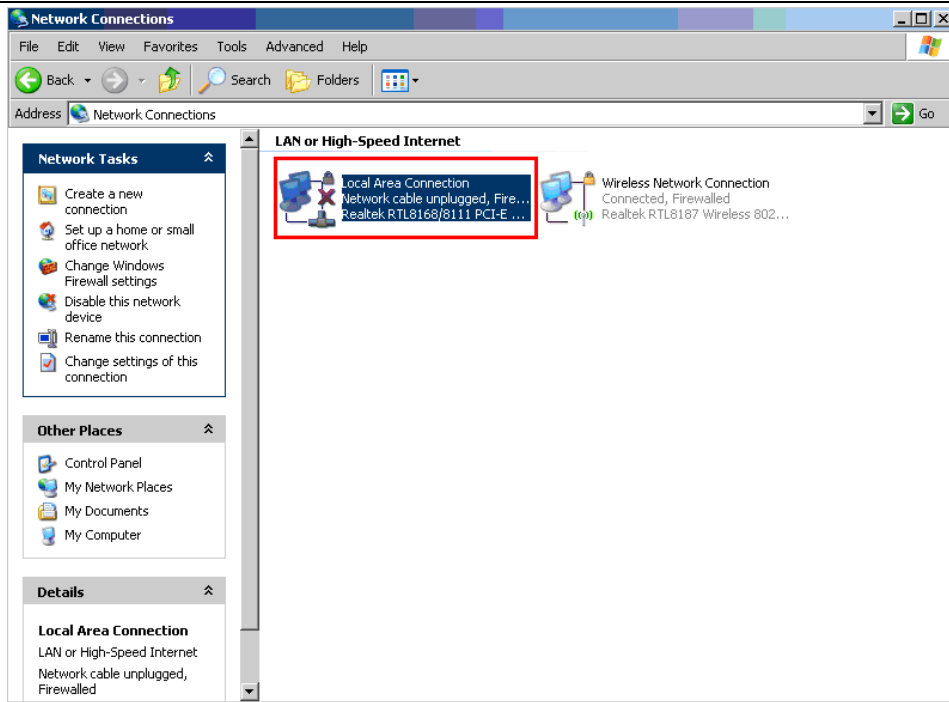 Network Connections
File Edit View Favorites Tools Advanced Help
Back Search Folders
Address Network Connections Go
Network Tasks
Create a new
connection
Set up a home or small
office network
Change Windows
Firewall settings
Disable this network
device
Rename this connection
Change settings of this
connection
Other Places
Control Panel
My Network Places
My Documents
My Computer
Details
Local Area Connection
LAN or High-Speed Internet
Network cable unplugged,
Firewalled
LAN or High-Speed Internet
Local Area Connection
Network cable unplugged, Fire...
Realtek RTL8168/8111 PCI-E ...
Wireless Network Connection
Connected, Firewalled
Realtek RTL8187 Wireless 802...